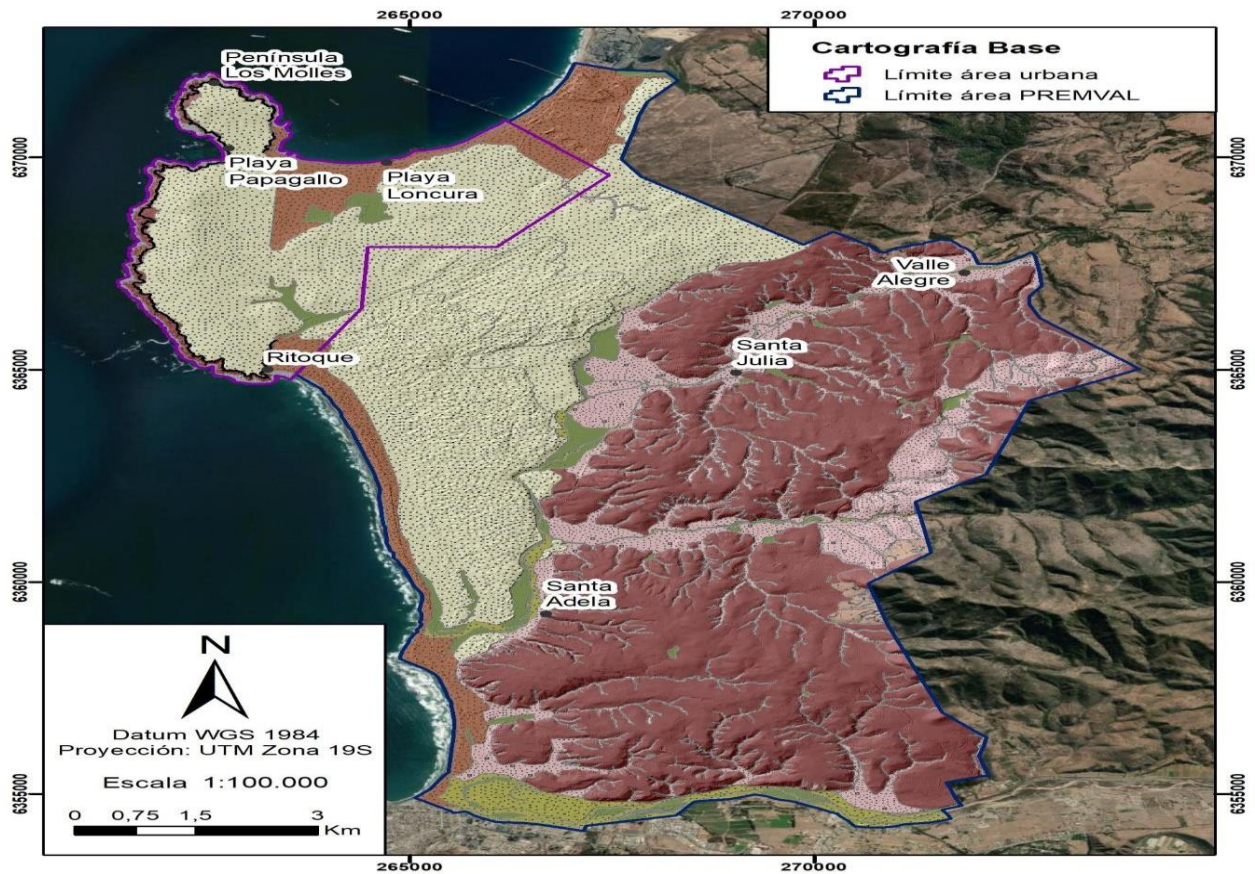 265000
270000
Cartografía Base
Límite área urbana
Límite área PREMVAL
Península
Los Molles
6370000
6370000
Playa
Papagallo
Playa
Loncura
Valle
Alegre
Santa
Julia
6365000
Ritoque
6365000
6360000
Santa
Adela
6360000
N
Datum WGS 1984
Proyección: UTM Zona 19S
Escala 1:100.000
0 0,75 1,5 3
Km
6355000
6355000
265000
270000